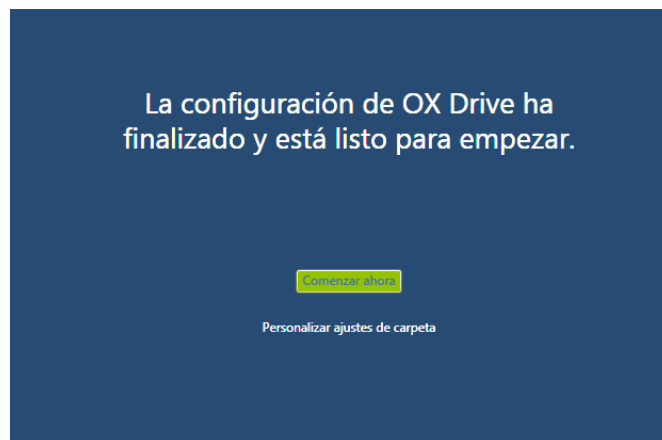 La configuración de OX Drive ha
finalizado y está listo para empezar.
Comenzar ahora
Personalizar ajustes de carpeta